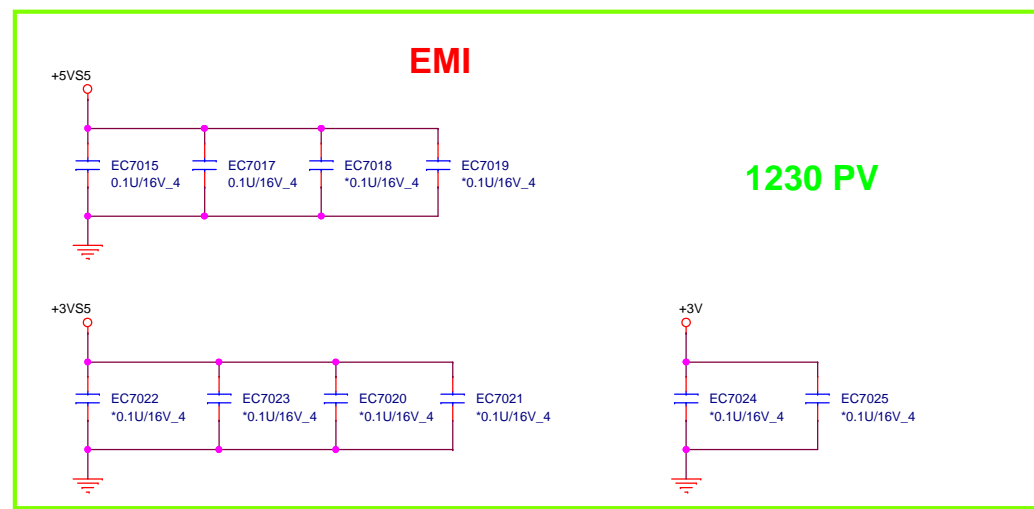 EMI
+5VS5
EC7015
0.1U/16V_4
EC7017
0.1U/16V_4
EC7018
*0.1U/16V_4
EC7019
*0.1U/16V_4
1230 PV
+3VS5
EC7022
*0.1U/16V_4
EC7023
*0.1U/16V_4
EC7020
*0.1U/16V_4
EC7021
*0.1U/16V_4
+3V
EC7024
*0.1U/16V_4
EC7025
*0.1U/16V_4